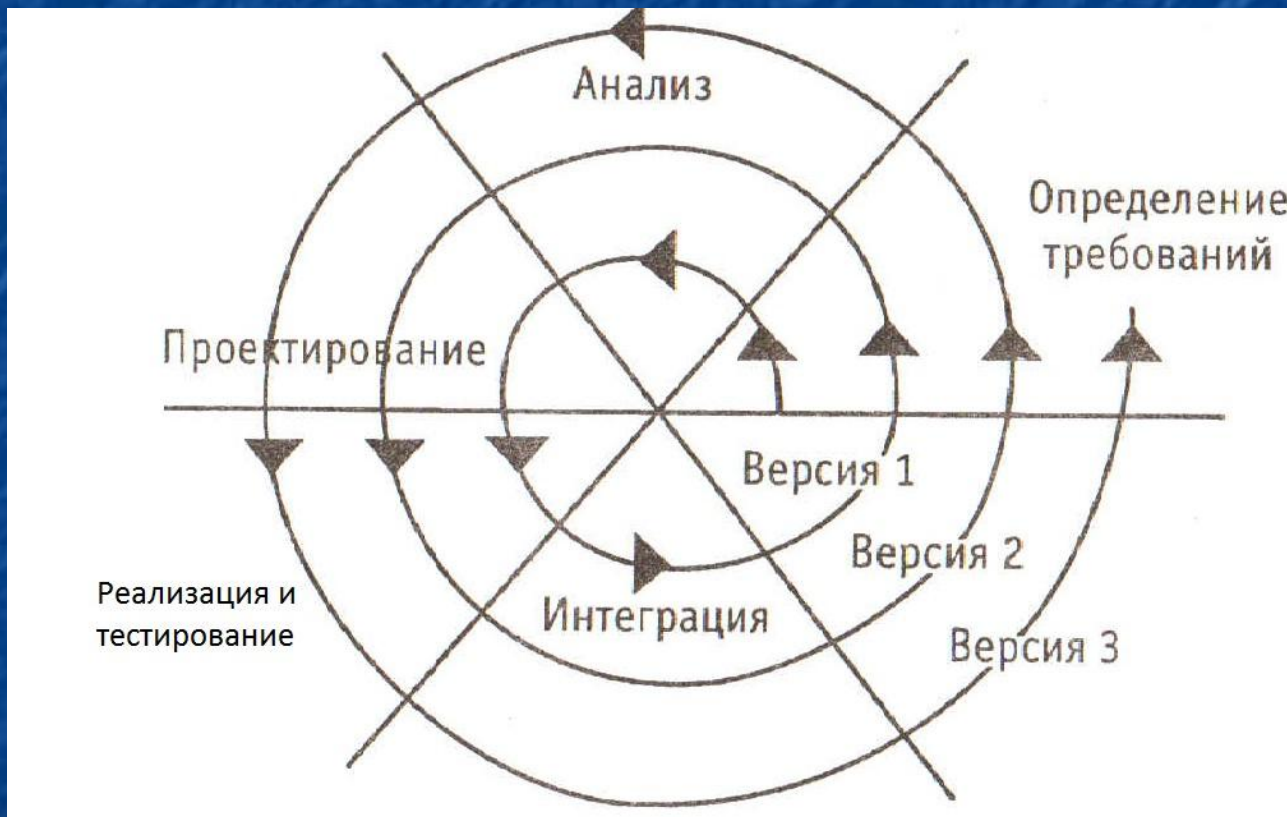 Анализ
Определение
требований
Проектирование
Версия 1
Версия 2
Реализация и
тестирование
Интеграция
Версия 3